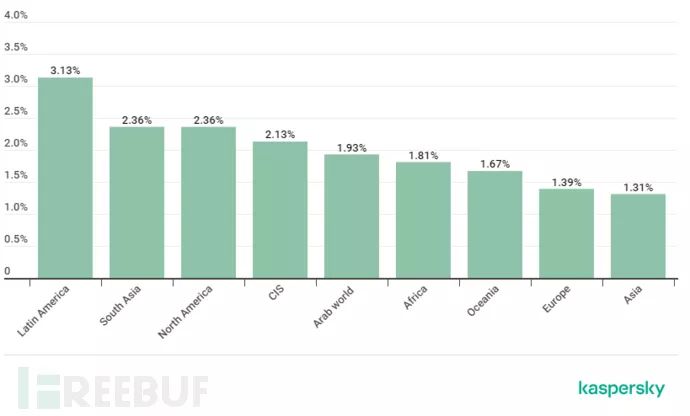 4.0%
3.5%
3.0%
2.5%
2.0%
1.5%
1.0%
0.5%
0
3.13%
2.36%
2.36%
2.13%
1.93%
1.81%
1.67%
1.39%
1.31%
Latin America
South Asia
North America
CIS
Arab world
Africa
Oceania
Europe
Asia
FREEBUF
kaspersky